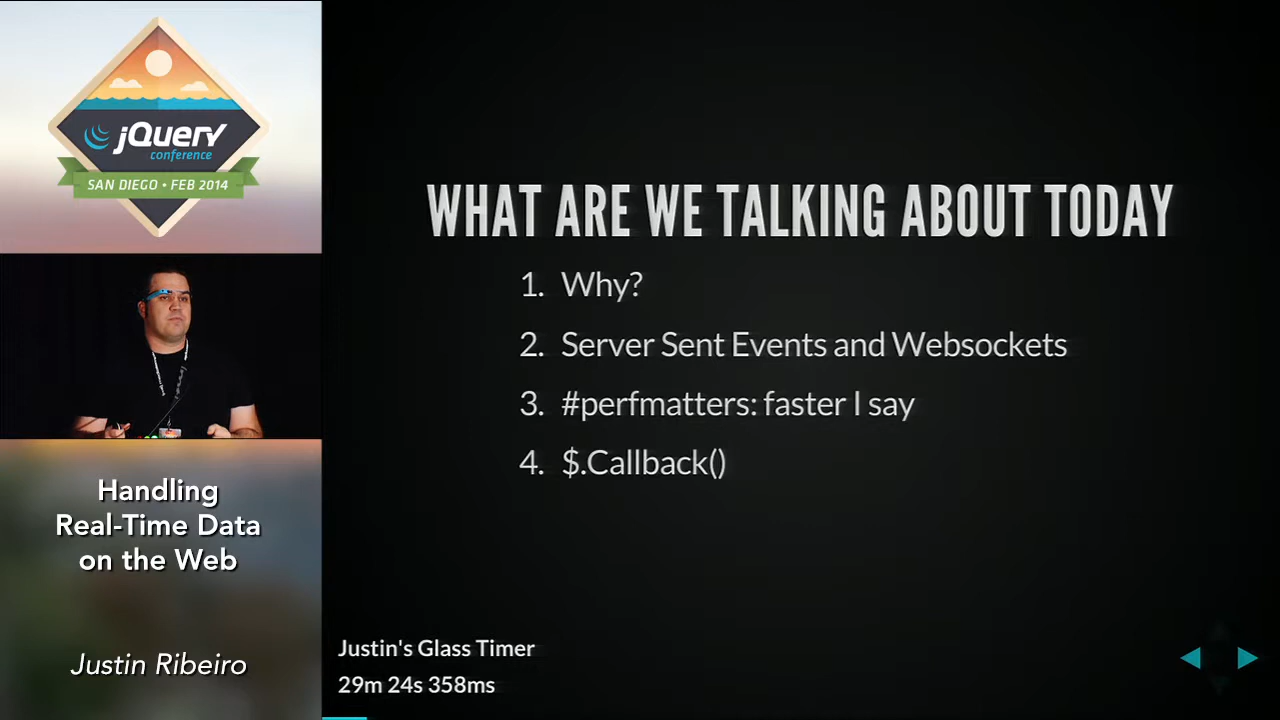 jQuery
conference
SAN DIEGO • FEB 2014
Handling
Real-Time Data
on the Web
Justin Ribeiro
WHAT ARE WE TALKING ABOUT TODAY
1. Why?
2. Server Sent Events and Websockets
3. #perfmatters: faster I say
4. $.Callback()
Justin's Glass Timer
29m 24s 358ms